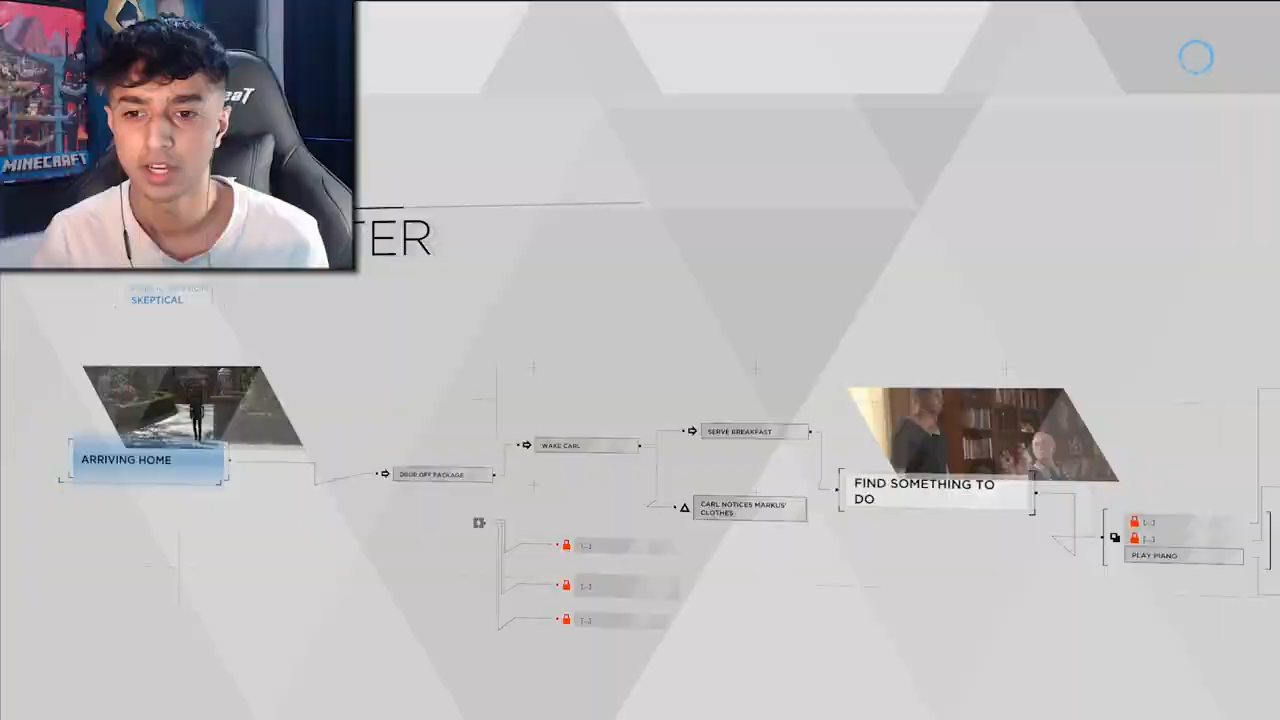 eaT
MINECRAFT
TER
SKEPTICAL
ARRIVING HOME
DROP OFF PACKAGE
WAKE CARL
SERVE BREAKFAST
CARL NOTICES MARKUS'
CLOTHES
FIND SOMETHING TO
DO
[...]
[...]
PLAY PIANO
[...]
[...]
[...]